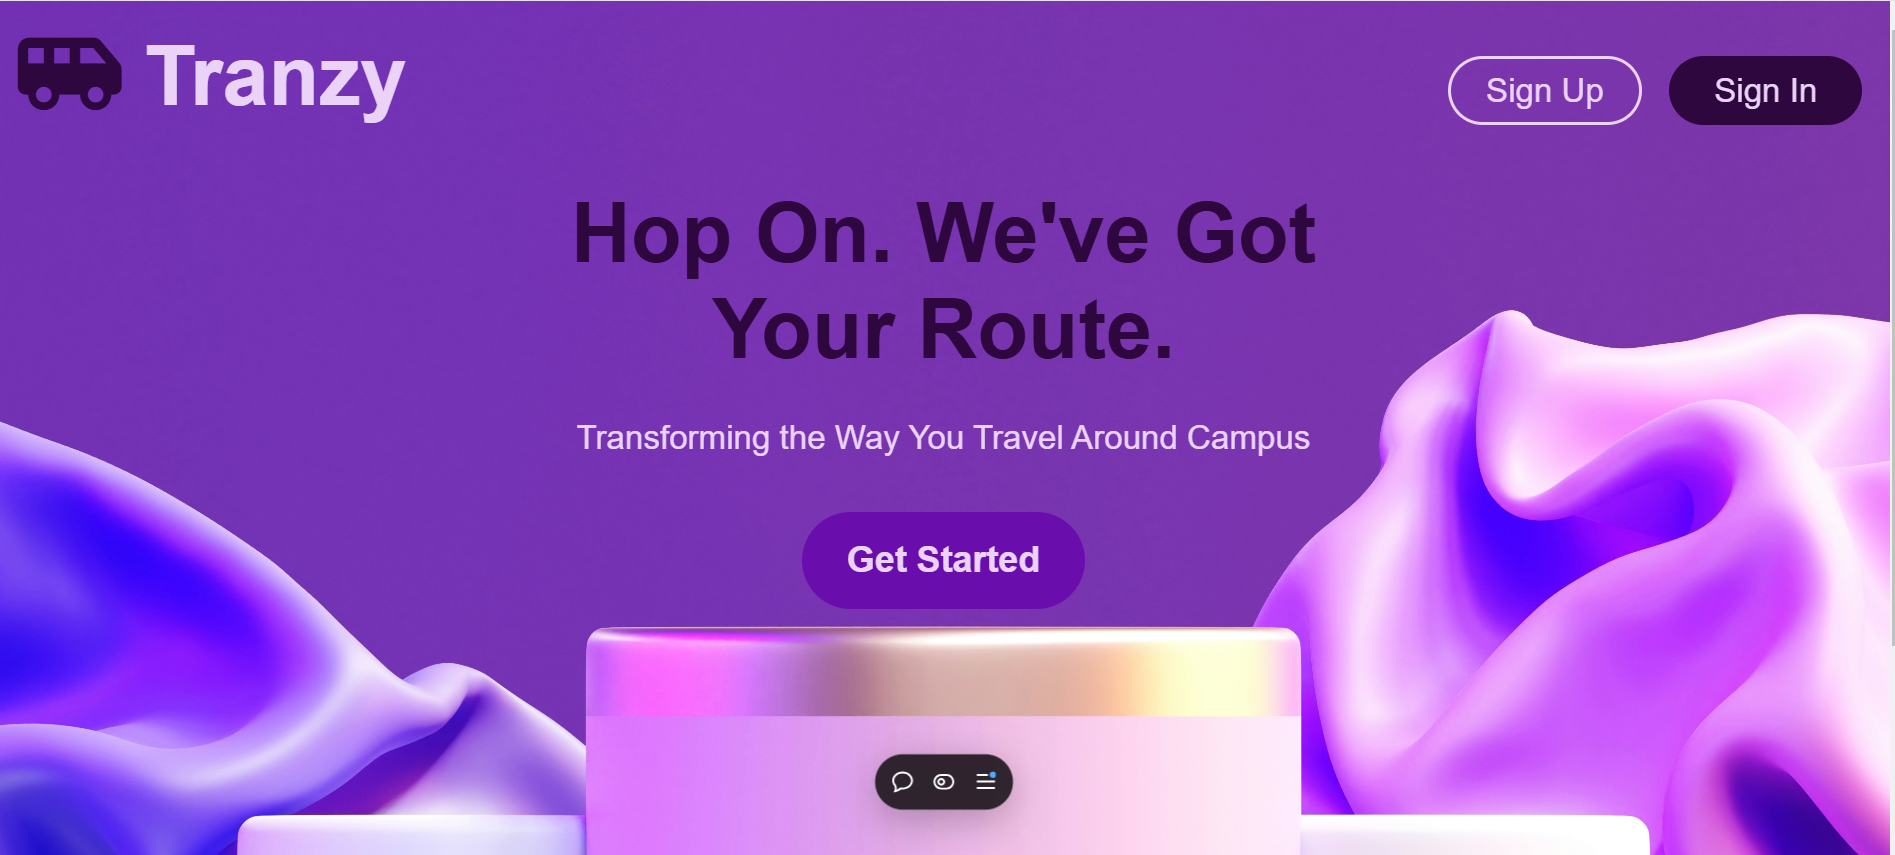 Tranzy
Sign Up
Sign In
Hop On. We've Got
Your Route.
Transforming the Way You Travel Around Campus
Get Started